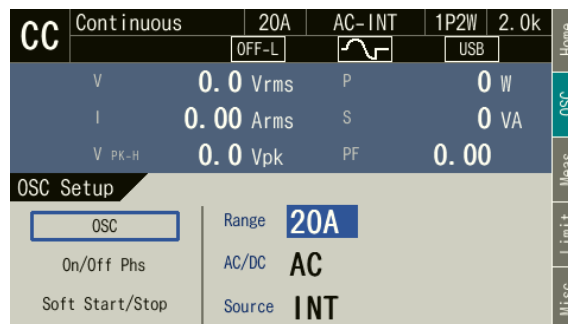 CC Continuous 20A AC-INT 1P2W 2.0k
OFF-L USB
V 0.0 Vrms P 0 W
I 0.00 Arms S 0 VA
V PK-H 0.0 Vpk PF 0.00
OSC Setup
OSC Range 20A
On/Off Phs AC/DC AC
Soft Start/Stop Source INT
Home
OSC
Meas
Limit
Misc